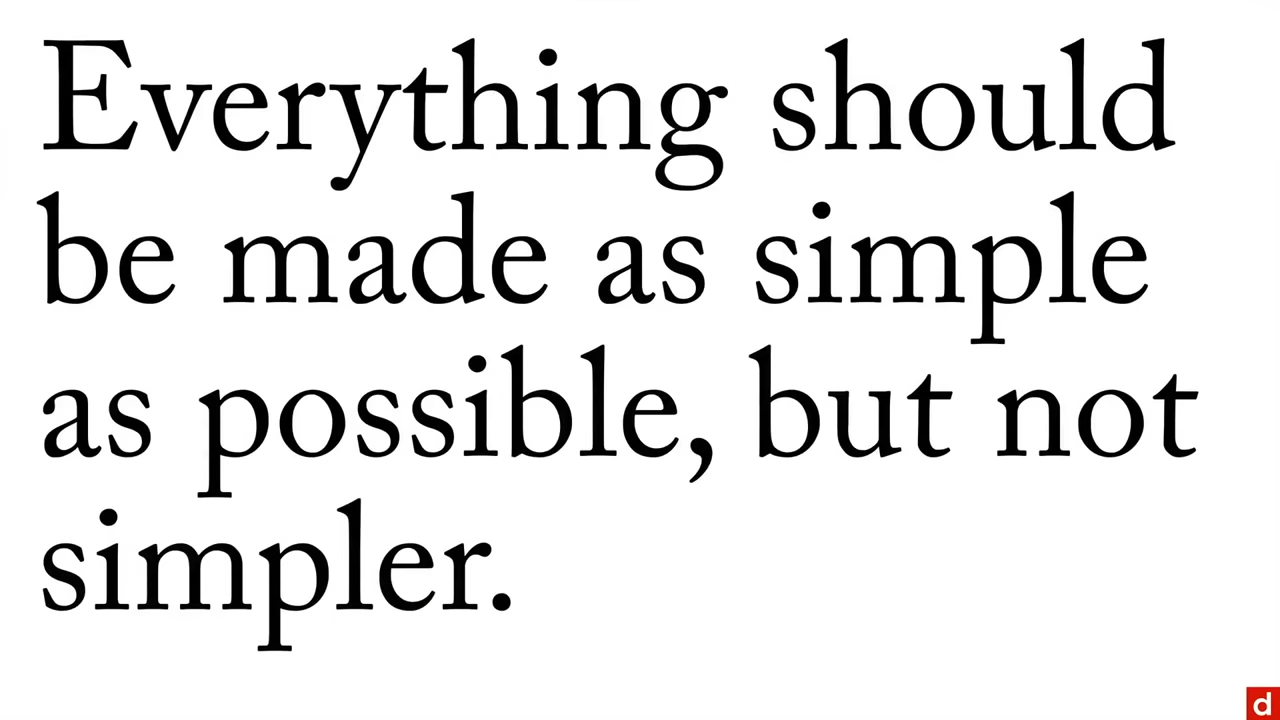 Everything should
be made as simple
as possible, but not
simpler.
d